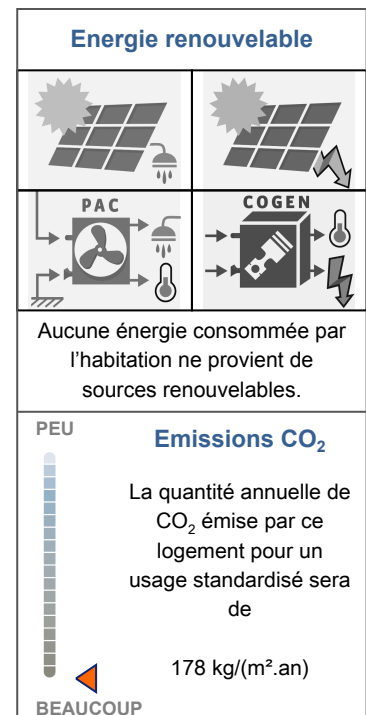 Energie renouvelable
PAC
COGEN
Aucune énergie consommée par
l'habitation ne provient de
sources renouvelables.
PEU
Emissions CO₂
La quantité annuelle de
CO₂ émise par ce
logement pour un
usage standardisé sera
de
178 kg/(m².an)
BEAUCOUP